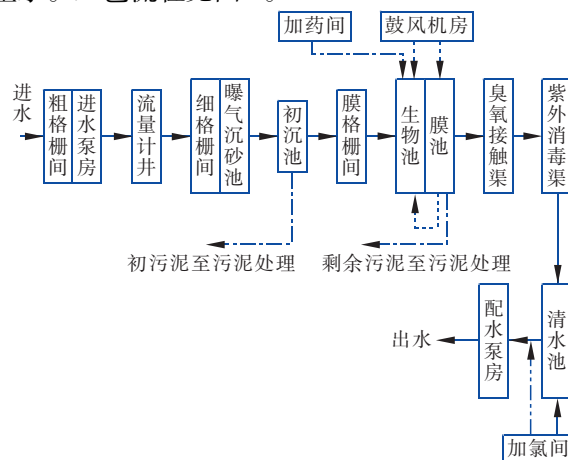 加药间
鼓风机房
进水
粗格栅间
进水泵房
流量计井
细格栅间
曝气沉砂池
初沉池
膜格栅间
生物池
膜池
臭氧接触渠
紫外消毒渠
初污泥至污泥处理
剩余污泥至污泥处理
出水
配水泵房
清水池
加氯间